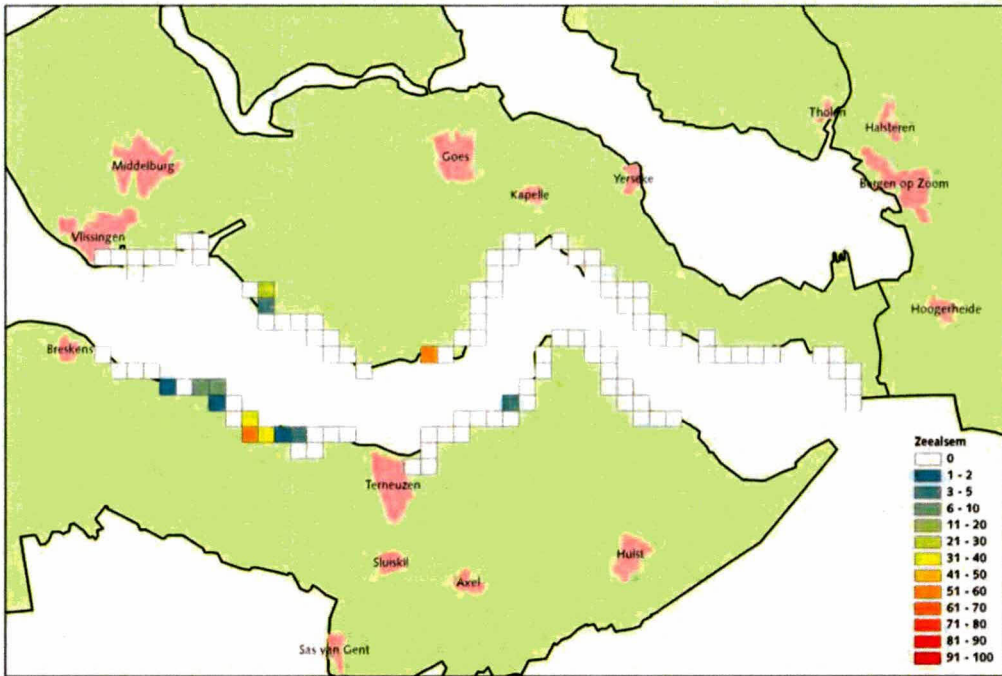 Tholen
Halsteren
Middelburg
Goes
Kapelle
Yerseke
Bergen op Zoom
Vlissingen
Hoogerheide
Breskens
Terneuzen
Sluiskil
Axel
Hulst
Sas van Gent
Zeealsem
0
1 - 2
3 - 5
6 - 10
11 - 20
21 - 30
31 - 40
41 - 50
51 - 60
61 - 70
71 - 80
81 - 90
91 - 100